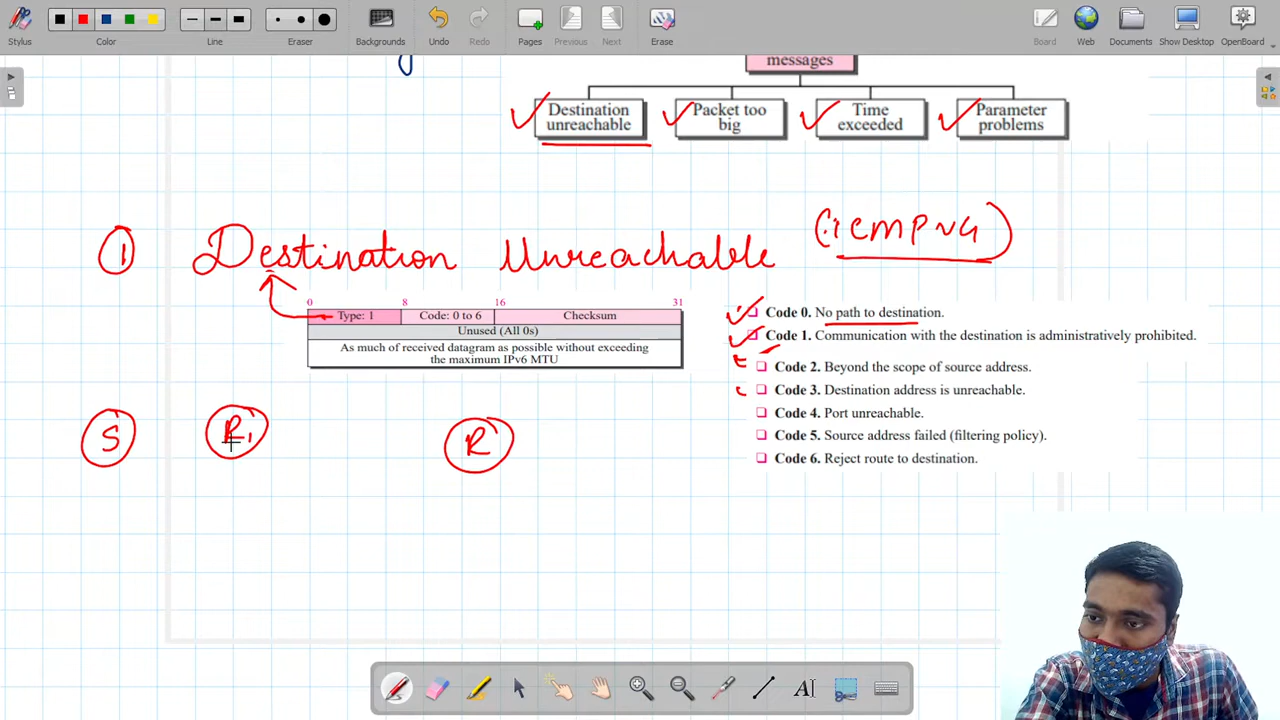 Stylus Color Line Eraser Backgrounds Undo Redo Pages Previous Next Erase Board Web Documents Show Desktop OpenBoard
messages
Destination unreachable
Packet too big
Time exceeded
Parameter problems
① Destination Unreachable (ICMPv6)
0 8 16 31
Type: 1 Code: 0 to 6 Checksum
Unused (All 0s)
As much of received datagram as possible without exceeding
the maximum IPv6 MTU
Code 0. No path to destination.
Code 1. Communication with the destination is administratively prohibited.
Code 2. Beyond the scope of source address.
Code 3. Destination address is unreachable.
Code 4. Port unreachable.
Code 5. Source address failed (filtering policy).
Code 6. Reject route to destination.
S R1 R